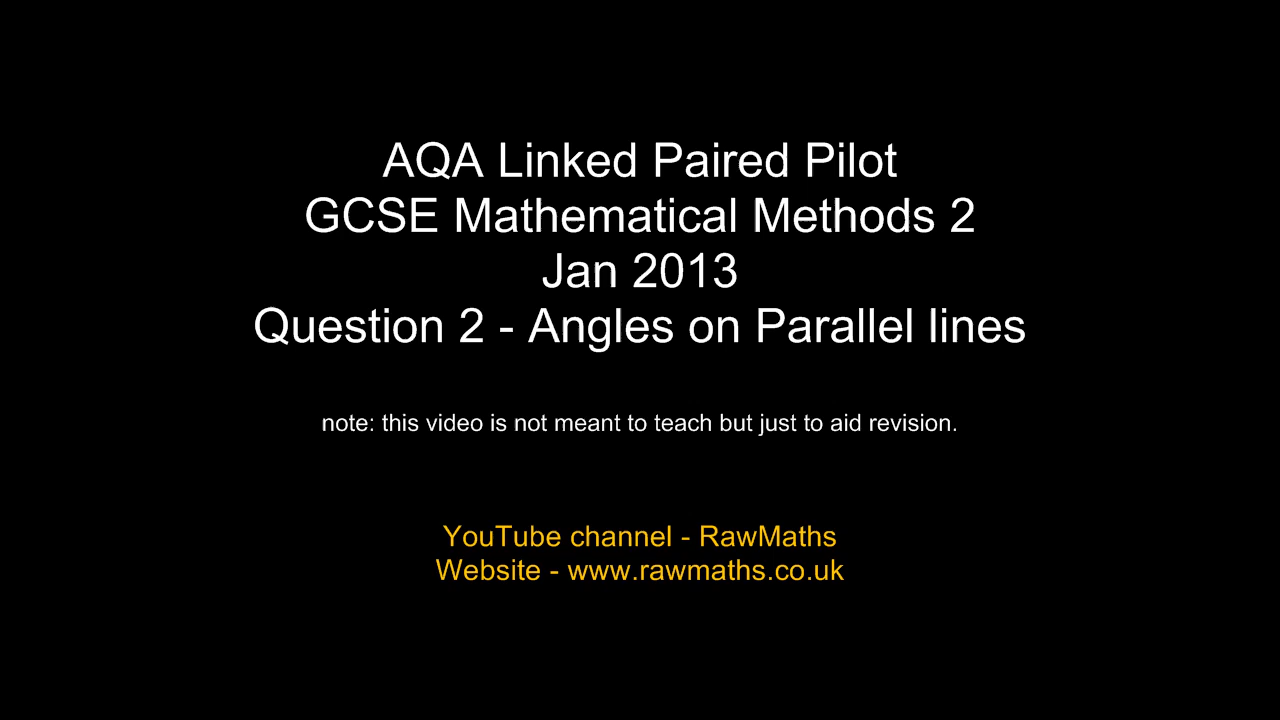 AQA Linked Paired Pilot
GCSE Mathematical Methods 2
Jan 2013
Question 2 - Angles on Parallel lines
note: this video is not meant to teach but just to aid revision.
YouTube channel - RawMaths
Website - www.rawmaths.co.uk